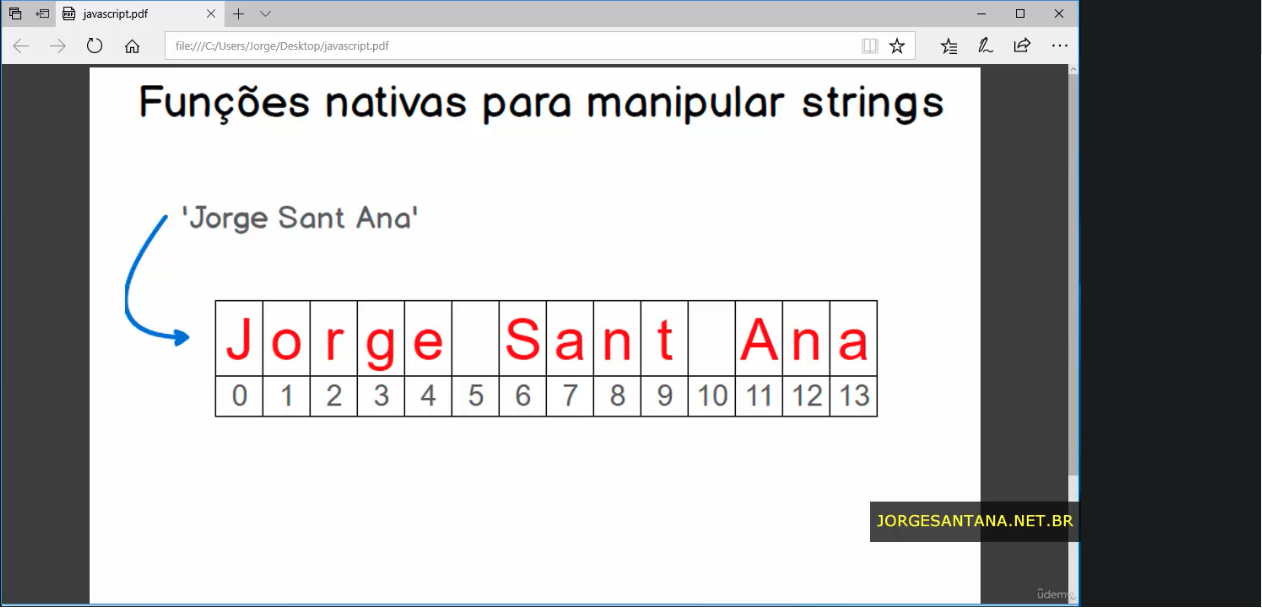 javascript.pdf
file:///C:/Users/Jorge/Desktop/javascript.pdf
Funções nativas para manipular strings
'Jorge Sant Ana'
J o r g e S a n t A n a
0 1 2 3 4 5 6 7 8 9 10 11 12 13
JORGESANTANA.NET.BR
udemy